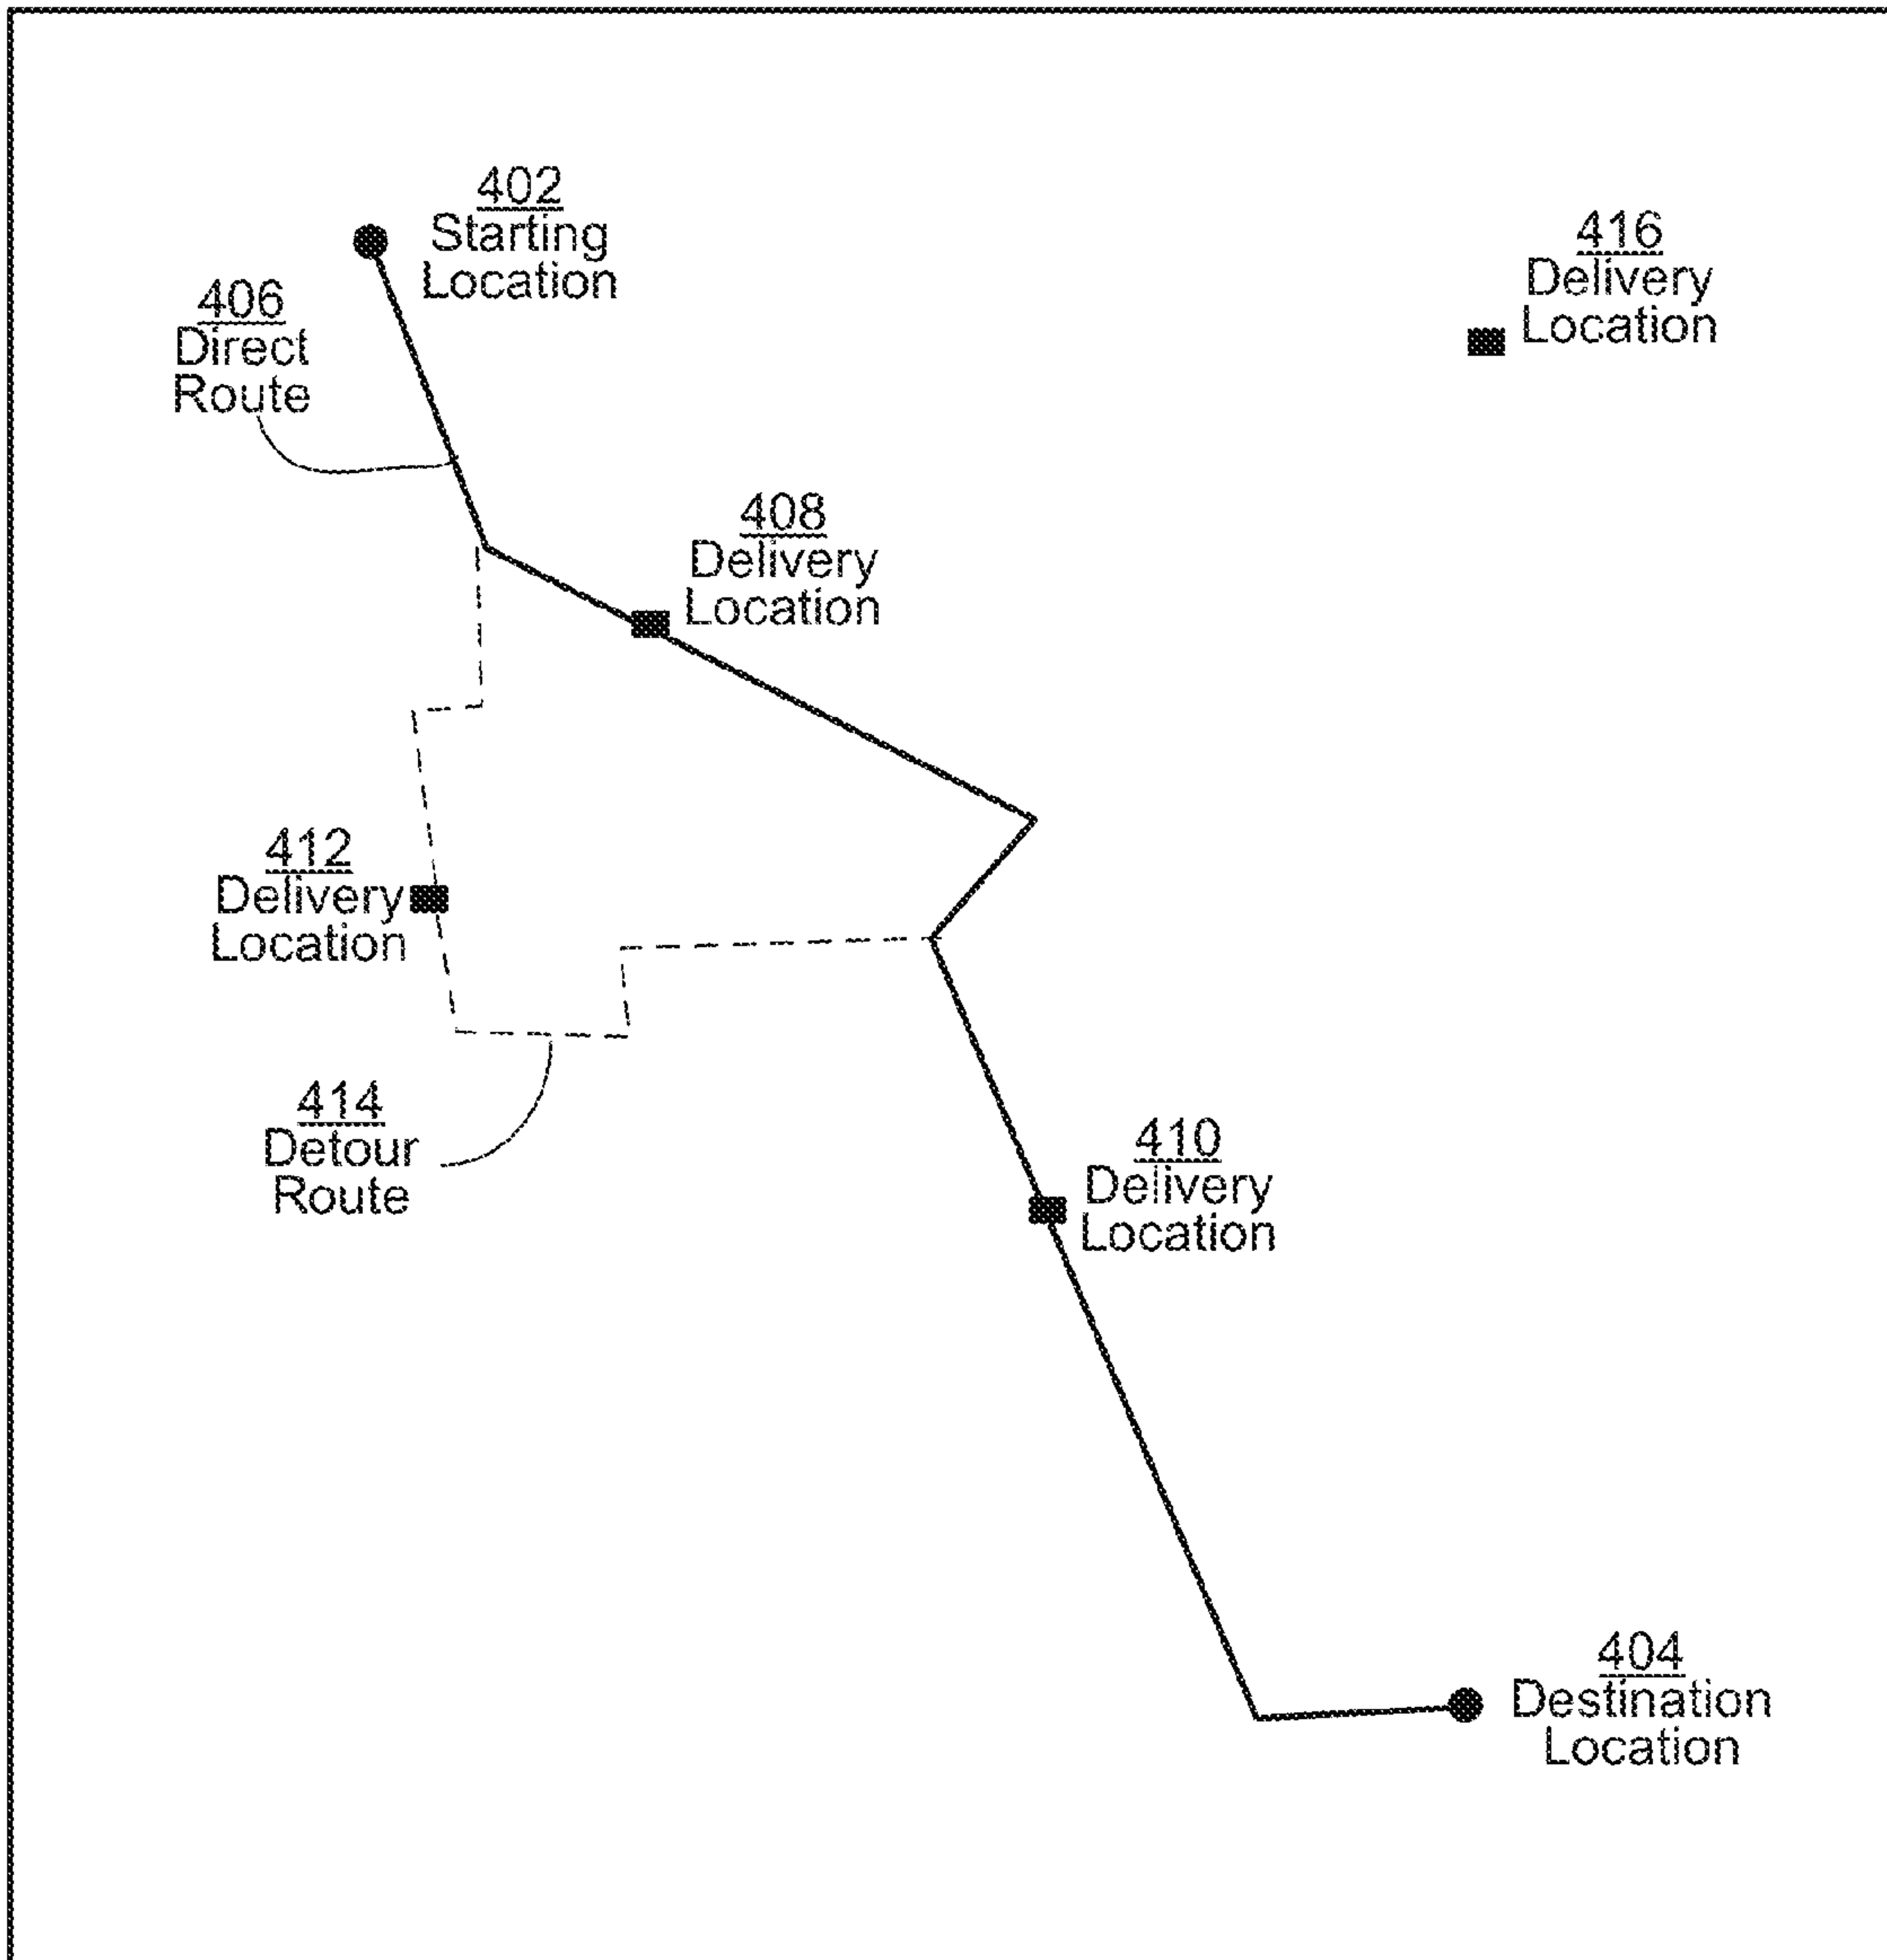 402
Starting
Location
416
Delivery
Location
406
Direct
Route
408
Delivery
Location
412
Delivery
Location
414
Detour
Route
410
Delivery
Location
404
Destination
Location